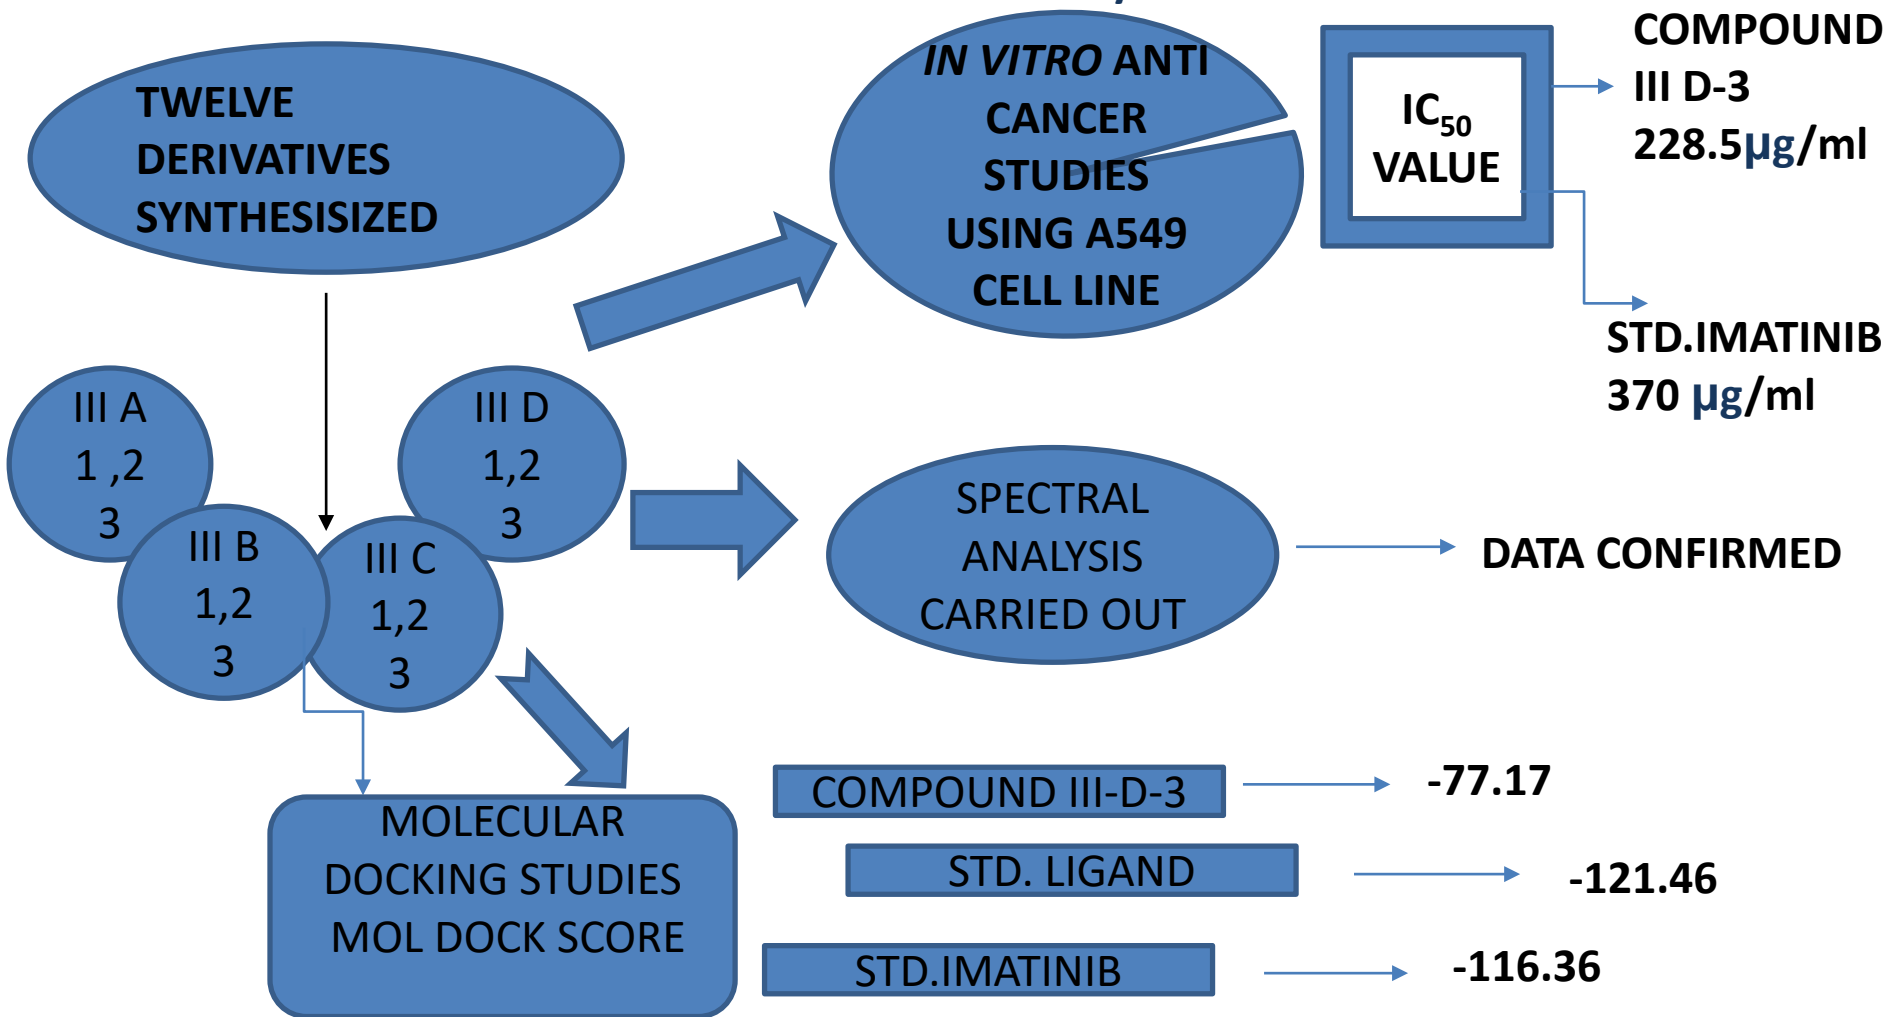 TWELVE
DERIVATIVES
SYNTHESISIZED
IN VITRO ANTI
CANCER
STUDIES
USING A549
CELL LINE
IC50
VALUE
COMPOUND
III D-3
228.5µg/ml
STD.IMATINIB
370 µg/ml
III A
1 ,2
3
III B
1,2
3
III C
1,2
3
III D
1,2
3
SPECTRAL
ANALYSIS
CARRIED OUT
DATA CONFIRMED
MOLECULAR
DOCKING STUDIES
MOL DOCK SCORE
COMPOUND III-D-3
-77.17
STD. LIGAND
-121.46
STD.IMATINIB
-116.36